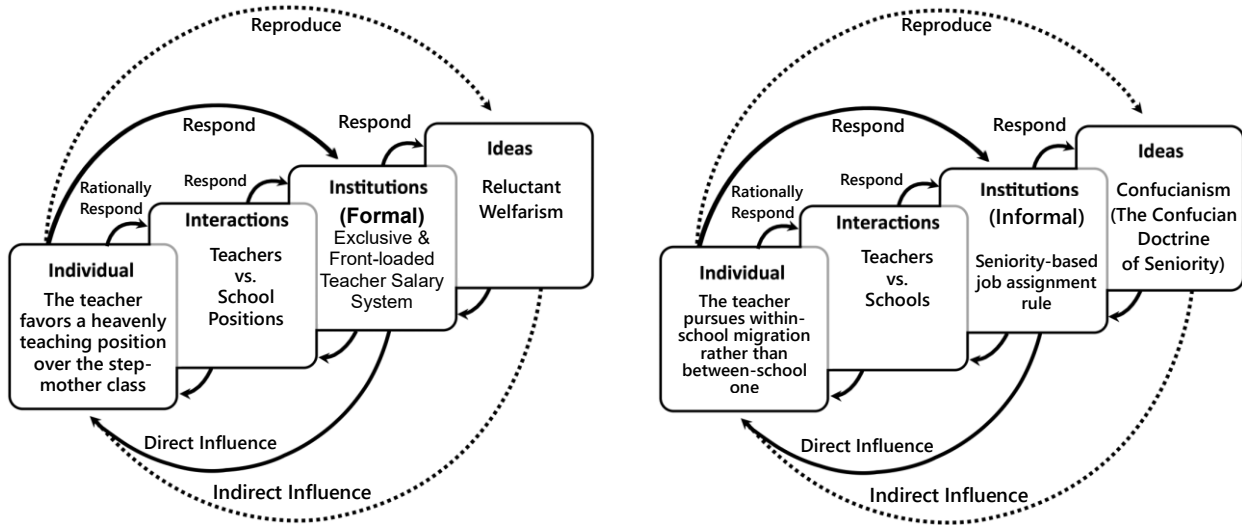 Reproduce
Respond
Respond
Ideas
Reluctant
Welfarism
Rationally
Respond
Respond
Institutions
(Formal)
Exclusive &
Front-loaded
Teacher Salary
System
Interactions
Teachers
vs.
School
Positions
Individual
The teacher
favors a heavenly
teaching position
over the step-
mother class
Direct Influence
Indirect Influence
Reproduce
Respond
Respond
Ideas
Confucianism
(The Confucian
Doctrine
of Seniority)
Rationally
Respond
Respond
Institutions
(Informal)
Seniority-based
job assignment
rule
Interactions
Teachers
vs.
Schools
Individual
The teacher
pursues within-
school migration
rather than
between-school
one
Direct Influence
Indirect Influence